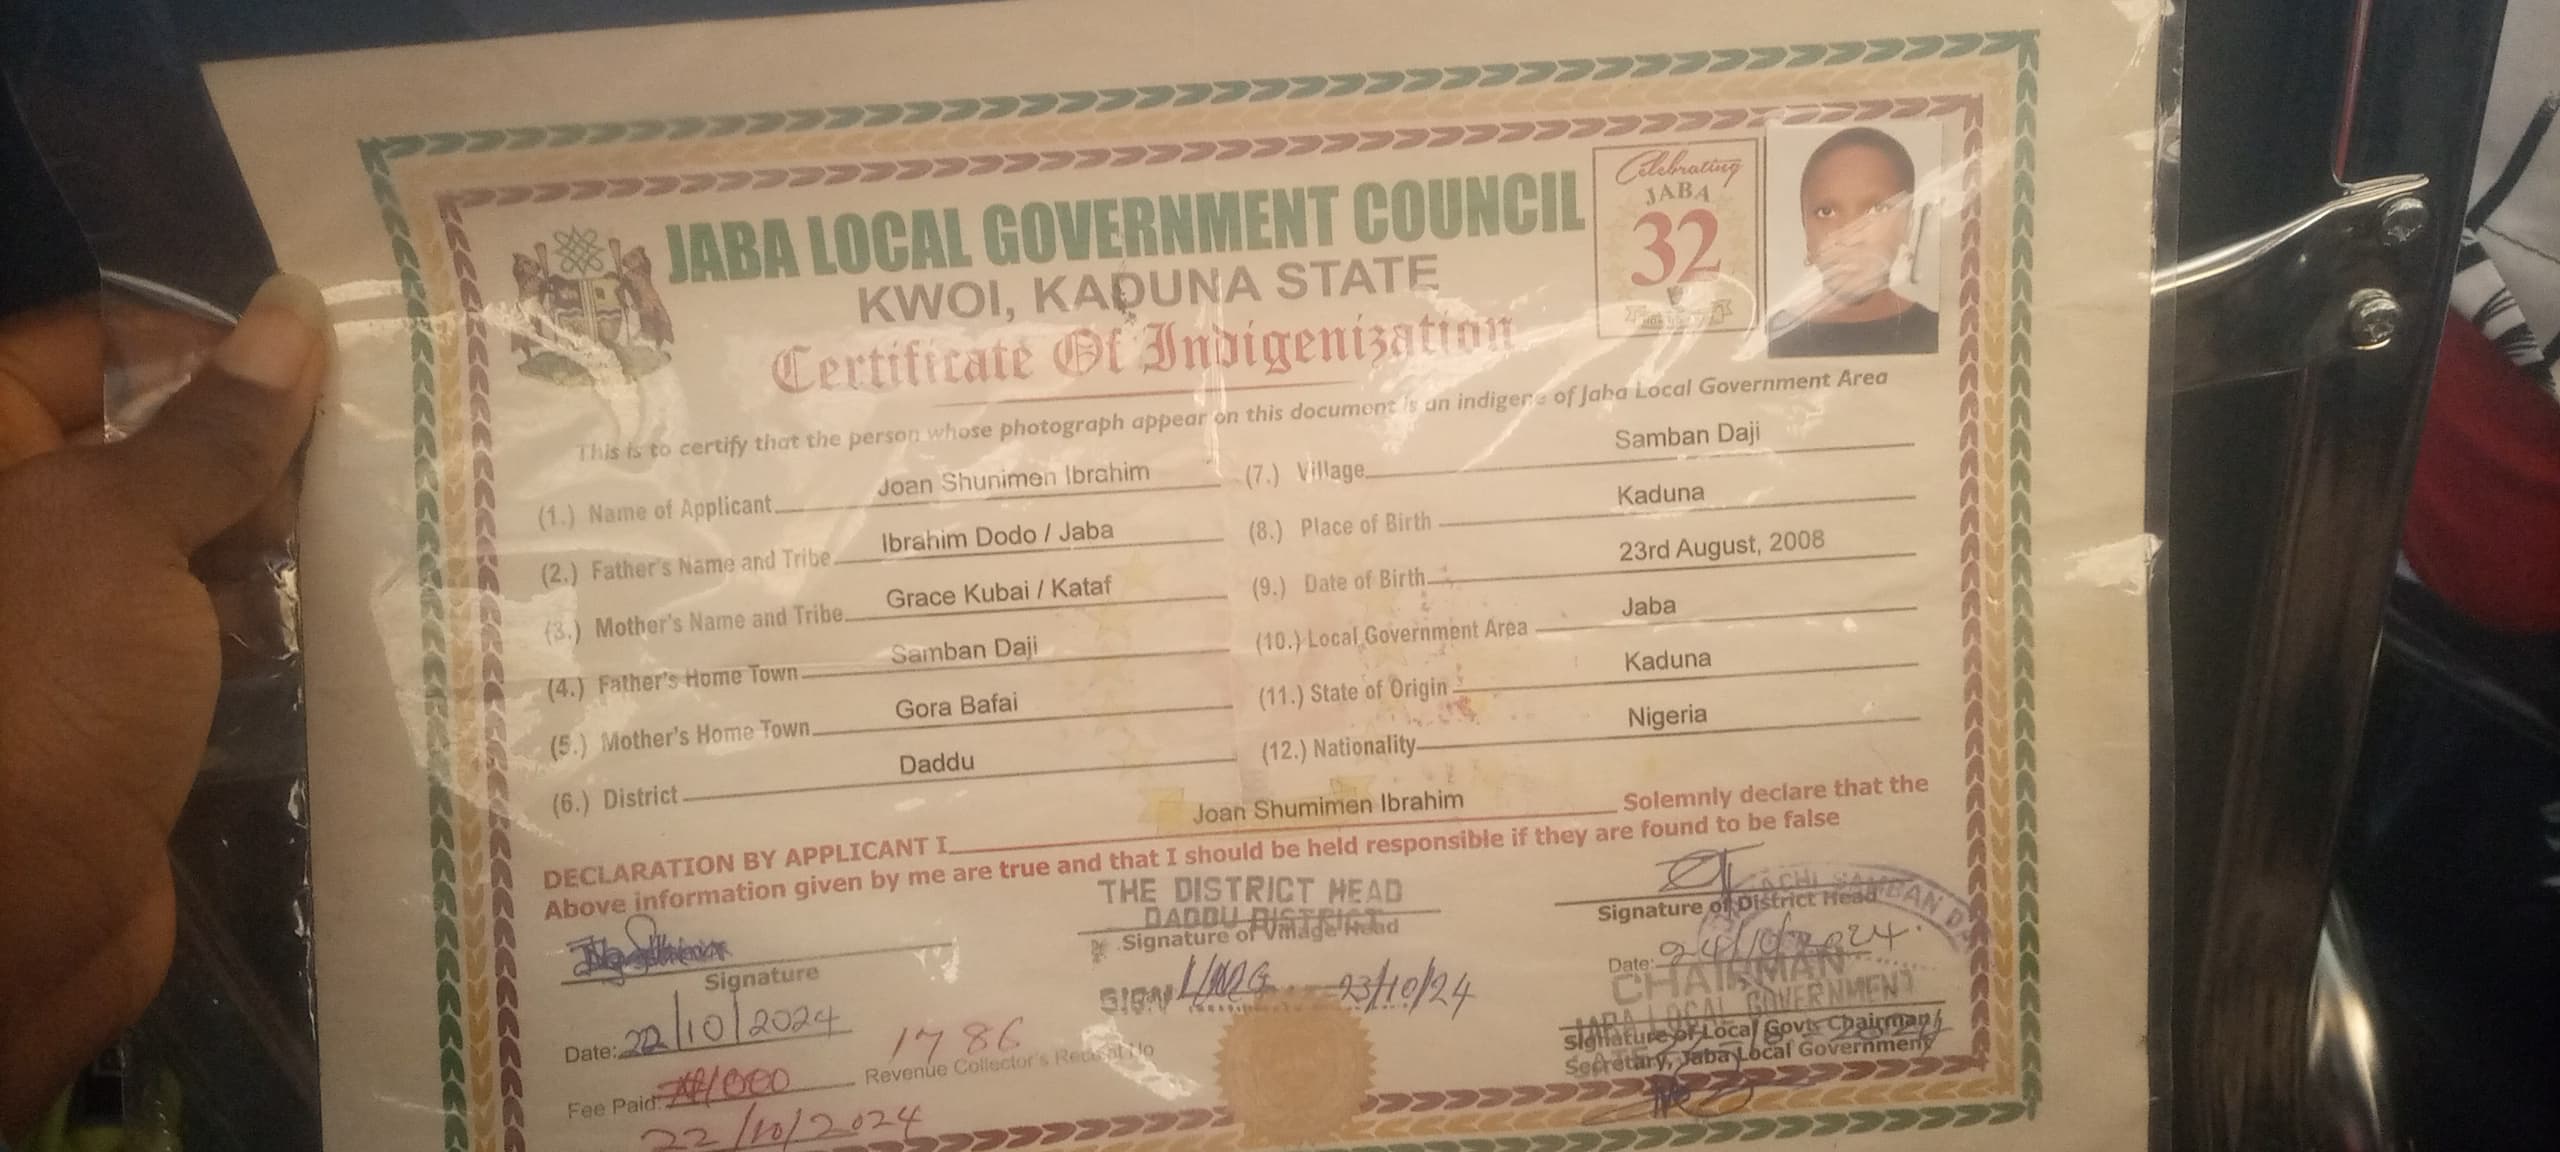 Celebrating
JABA
32
JABA LOCAL GOVERNMENT COUNCIL
KWOI, KADUNA STATE
Certificate Of Indigenization
This is to certify that the person whose photograph appear on this document is an indigene of Jaba Local Government Area
(1.) Name of Applicant Joan Shunimen Ibrahim
(2.) Father's Name and Tribe Ibrahim Dodo / Jaba
(3.) Mother's Name and Tribe Grace Kubai / Kataf
(4.) Father's Home Town Samban Daji
(5.) Mother's Home Town Gora Bafai
(6.) District Daddu
(7.) Village Samban Daji
(8.) Place of Birth Kaduna
(9.) Date of Birth 23rd August, 2008
(10.) Local Government Area Jaba
(11.) State of Origin Kaduna
(12.) Nationality Nigeria
DECLARATION BY APPLICANT I Joan Shumimen Ibrahim Solemnly declare that the
Above information given by me are true and that I should be held responsible if they are found to be false
Signature
Date: 22/10/2024
Fee Paid:
22/10/2024
1786
Revenue Collector's Receipt No
THE DISTRICT HEAD
DADDU DISTRICT
Signature of Village Head
SIGN 23/10/24
Signature of District Head
Date: 24/10/2024
CHAIRMAN
JABA LOCAL GOVERNMENT
Signature of Local Govts Chairman/
Secretary, Jaba Local Government